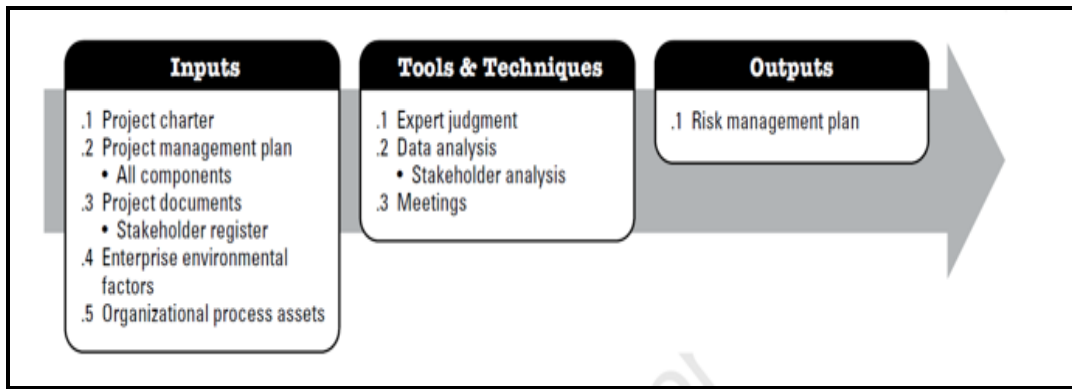 Inputs
.1 Project charter
.2 Project management plan
• All components
.3 Project documents
• Stakeholder register
.4 Enterprise environmental
factors
.5 Organizational process assets
Tools & Techniques
.1 Expert judgment
.2 Data analysis
• Stakeholder analysis
.3 Meetings
Outputs
.1 Risk management plan